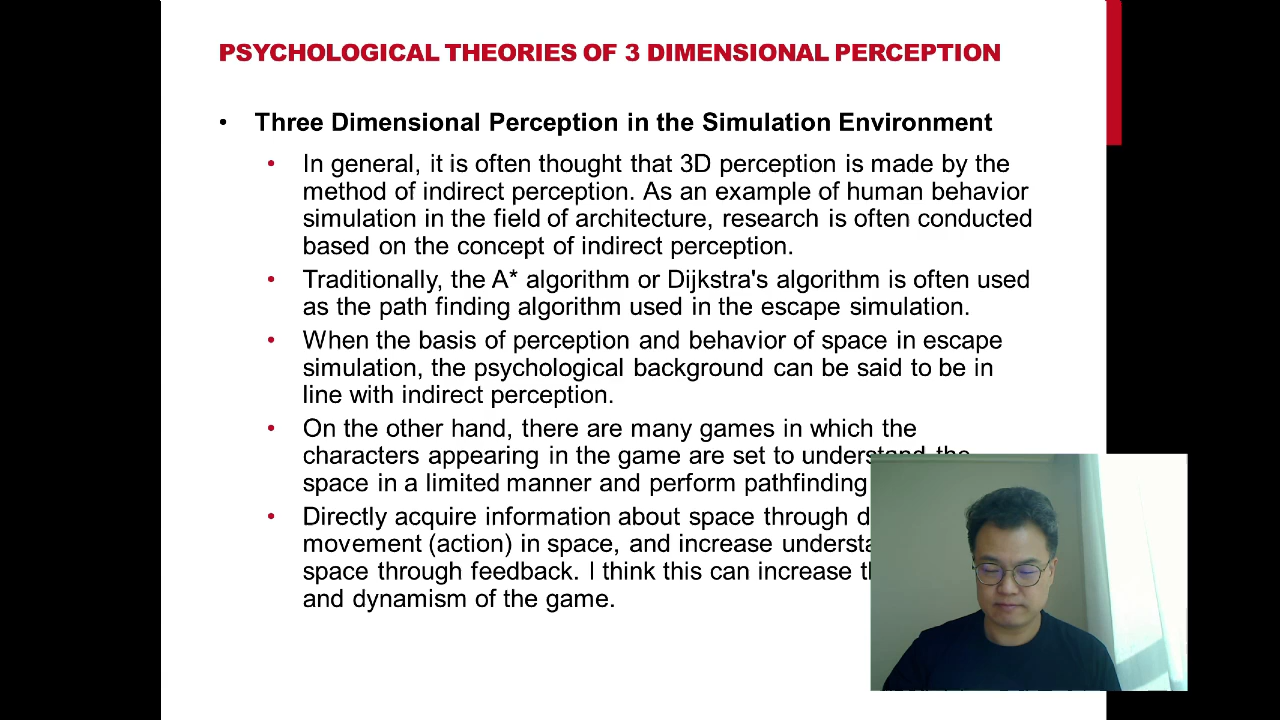 PSYCHOLOGICAL THEORIES OF 3 DIMENSIONAL PERCEPTION
• Three Dimensional Perception in the Simulation Environment
• In general, it is often thought that 3D perception is made by the
method of indirect perception. As an example of human behavior
simulation in the field of architecture, research is often conducted
based on the concept of indirect perception.
• Traditionally, the A* algorithm or Dijkstra's algorithm is often used
as the path finding algorithm used in the escape simulation.
• When the basis of perception and behavior of space in escape
simulation, the psychological background can be said to be in
line with indirect perception.
• On the other hand, there are many games in which the
characters appearing in the game are set to understand the
space in a limited manner and perform pathfinding
• Directly acquire information about space through
movement (action) in space, and increase
space through feedback. I think this can increase
and dynamism of the game.